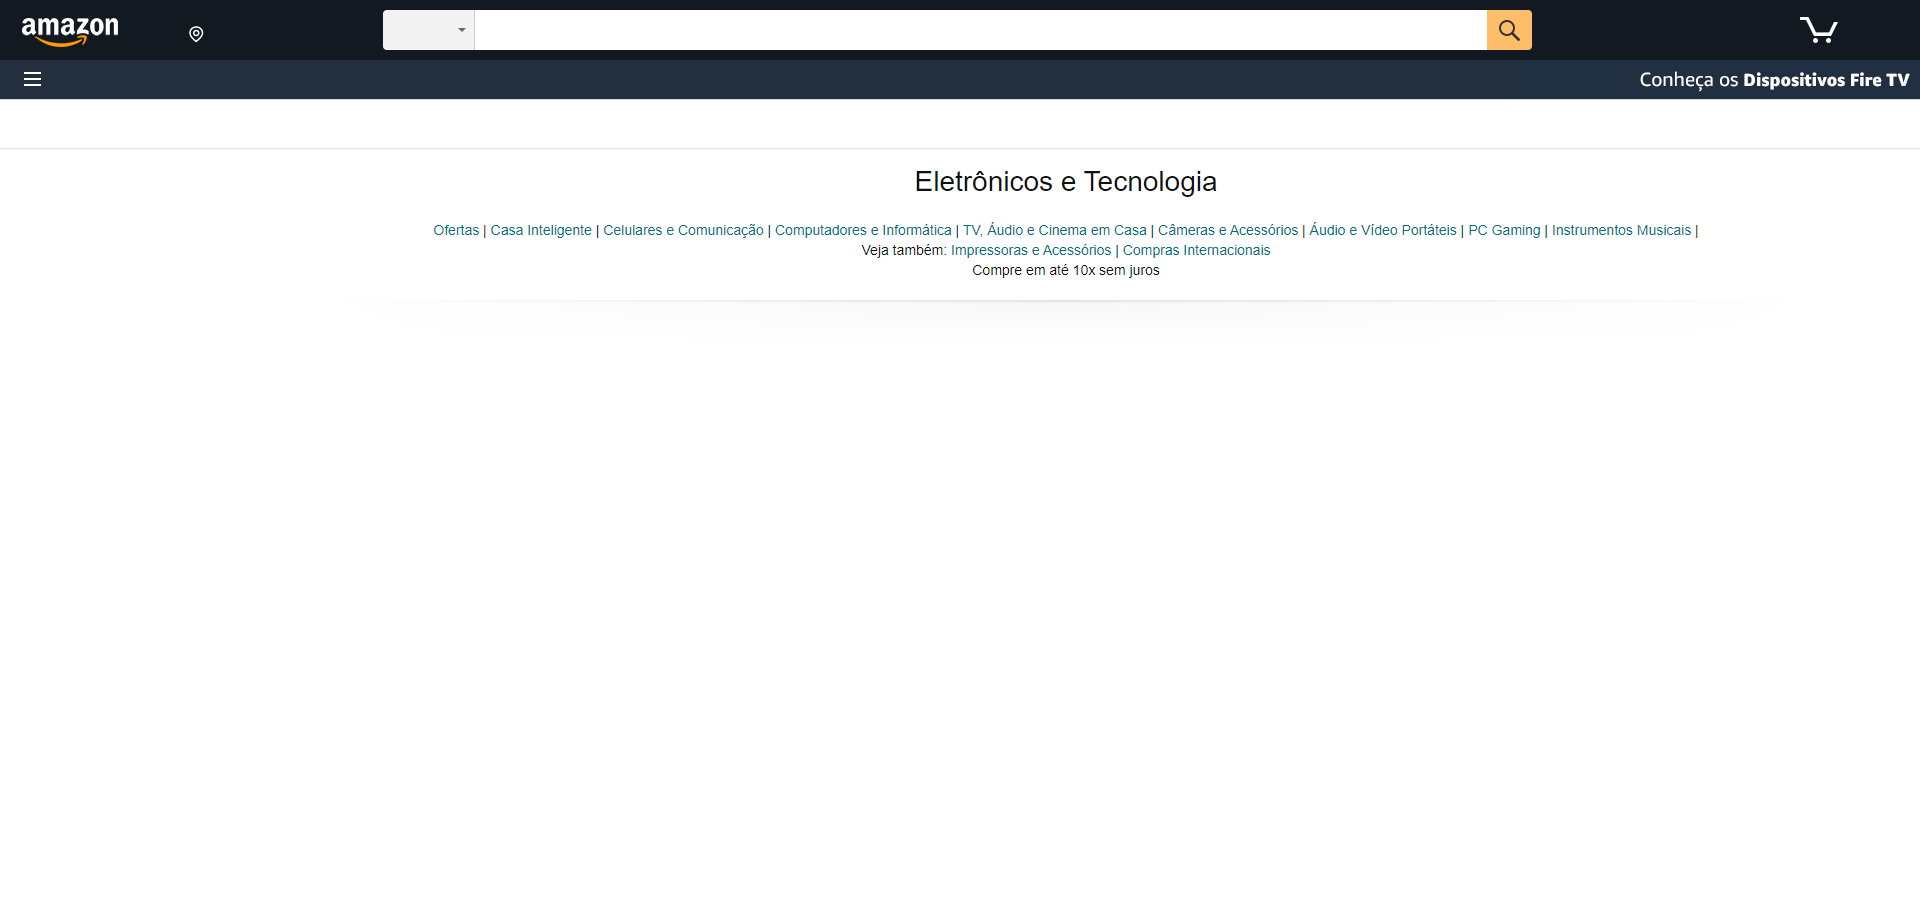 amazon
Conheça os Dispositivos Fire TV
Eletrônicos e Tecnologia
Ofertas | Casa Inteligente | Celulares e Comunicação | Computadores e Informática | TV, Áudio e Cinema em Casa | Câmeras e Acessórios | Áudio e Vídeo Portáteis | PC Gaming | Instrumentos Musicais |
Veja também: Impressoras e Acessórios | Compras Internacionais
Compre em até 10x sem juros